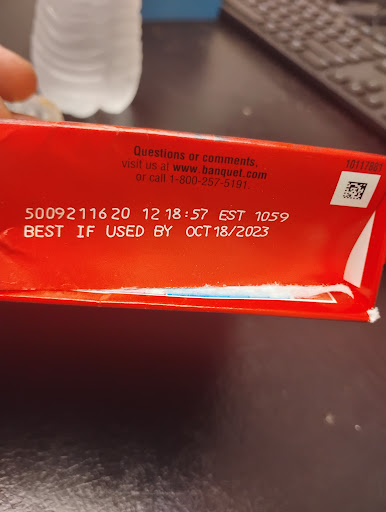 Questions or comments,
visit us at www.banquet.com
or call 1-800-257-5191.
5009211620 12 18:57 EST 1059
BEST IF USED BY OCT 18/2023